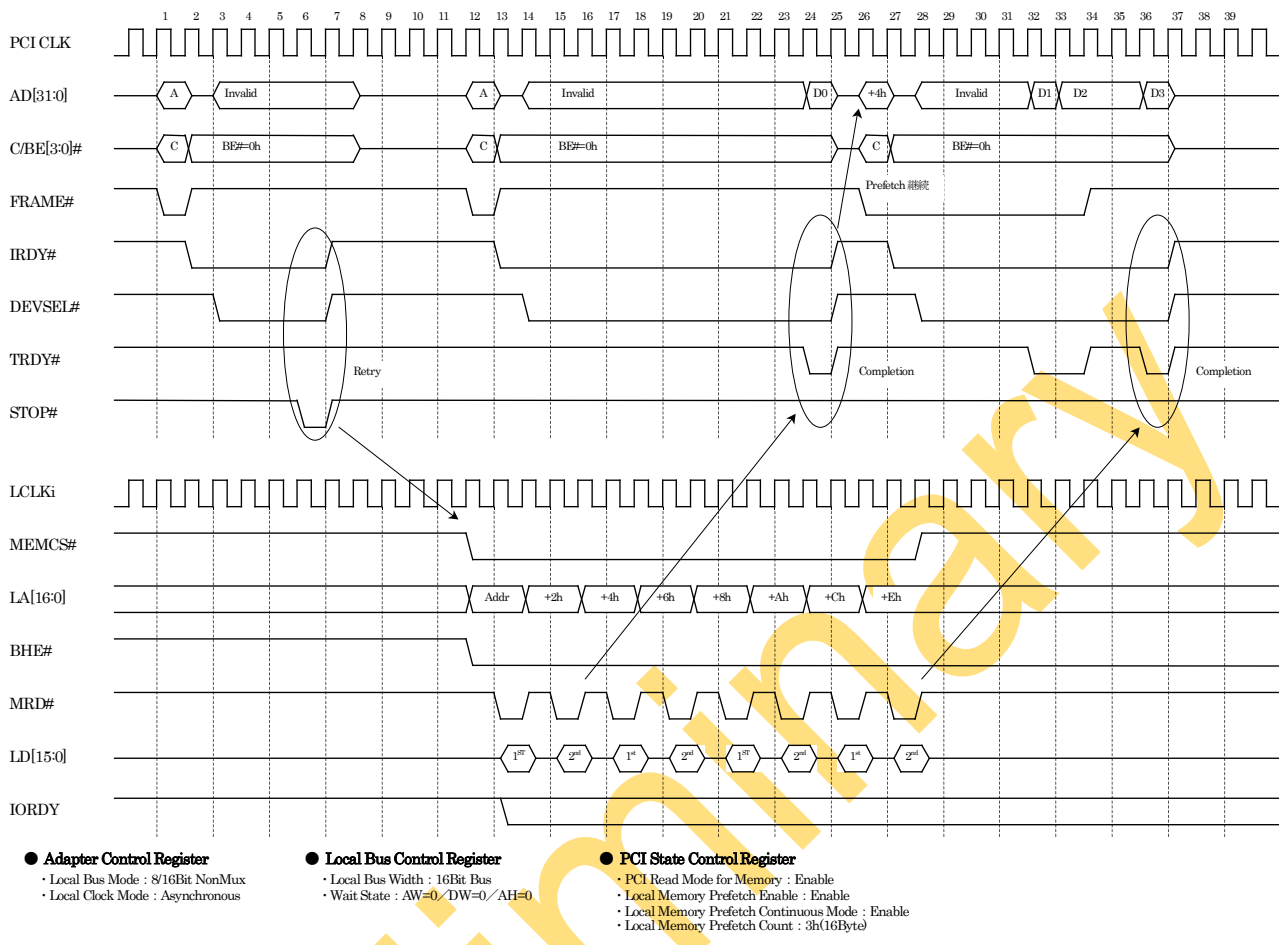 1 2 3 4 5 6 7 8 9 10 11 12 13 14 15 16 17 18 19 20 21 22 23 24 25 26 27 28 29 30 31 32 33 34 35 36 37 38 39
PCI CLK
AD[31:0] A Invalid A Invalid D0 +4h Invalid D1 D2 D3
C/BE[3:0]# C BE#=0h C BE#=0h C BE#=0h
FRAME# Prefetch 継続
IRDY#
DEVSEL#
TRDY#
Retry Completion Completion
STOP#
LCLKi
MEMCS#
LA[16:0] Addr +2h +4h +6h +8h +Ah +Ch +Eh
BHE#
MRD#
LD[15:0] 1ST 2nd 1st 2nd 1ST 2nd 1st 2nd
IORDY
● Adapter Control Register
・Local Bus Mode : 8/16Bit NonMux
・Local Clock Mode : Asynchronous
● Local Bus Control Register
・Local Bus Width : 16Bit Bus
・Wait State : AW=0／DW=0／AH=0
● PCI State Control Register
・PCI Read Mode for Memory : Enable
・Local Memory Prefetch Enable : Enable
・Local Memory Prefetch Continuous Mode : Enable
・Local Memory Prefetch Count : 3h(16Byte)